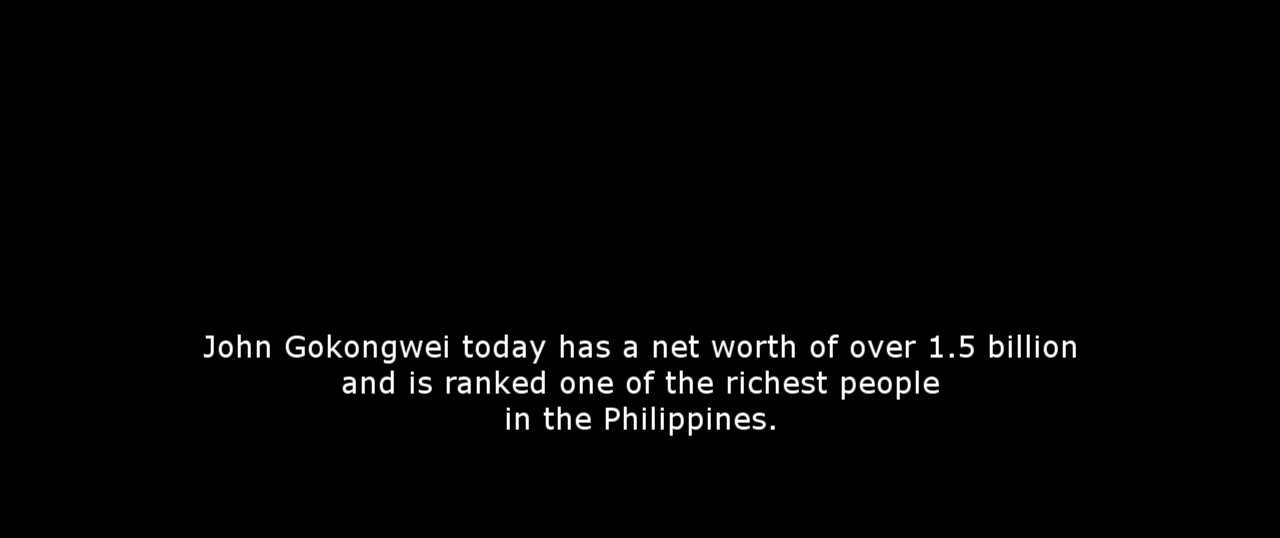 John Gokongwei today has a net worth of over 1.5 billion
and is ranked one of the richest people
in the Philippines.